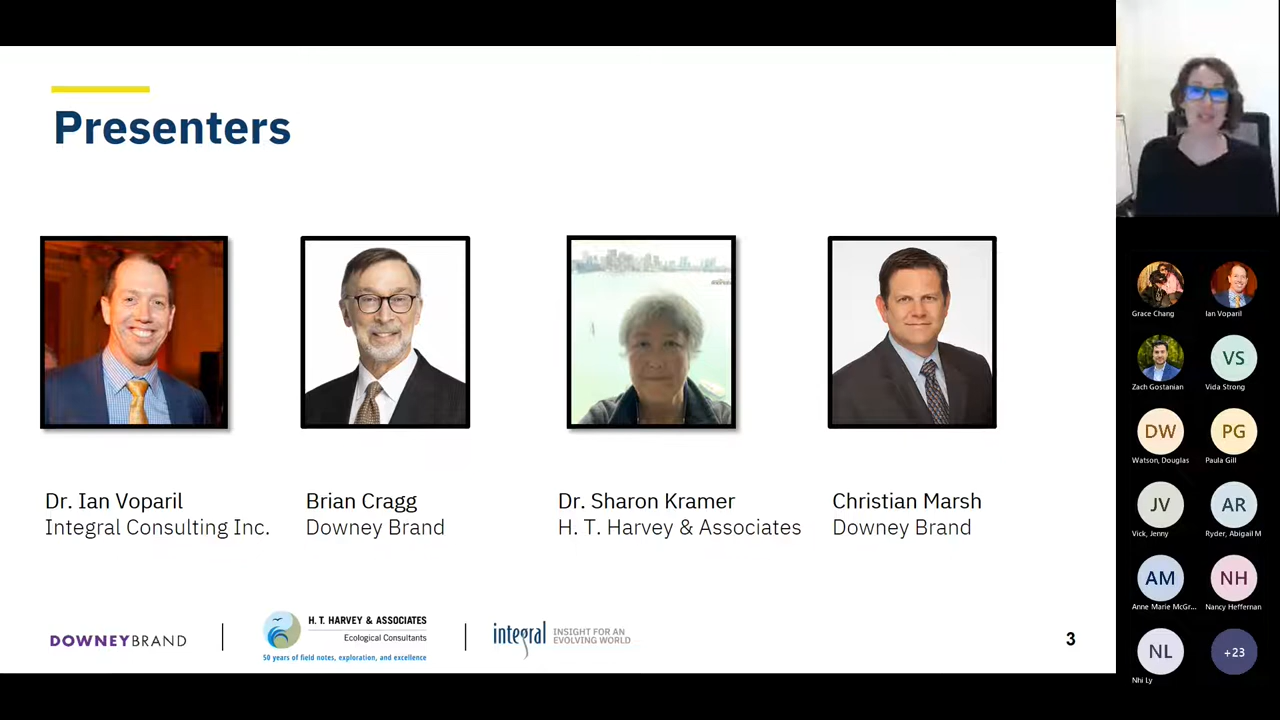 Presenters
Dr. Ian Voparil
Integral Consulting Inc.
Brian Cragg
Downey Brand
Dr. Sharon Kramer
H. T. Harvey & Associates
Christian Marsh
Downey Brand
DOWNEYBRAND
H. T. HARVEY & ASSOCIATES
Ecological Consultants
50 years of field notes, exploration, and excellence
integral
INSIGHT FOR AN
EVOLVING WORLD
3
Grace Chang
Ian Voparil
Zach Gostanian
VS
Vida Strong
DW
Watson, Douglas
PG
Paula Gill
JV
Vick, Jenny
AR
Ryder, Abigail M
AM
Anne Marie McGr...
NH
Nancy Heffernan
NL
Nhi Ly
+23